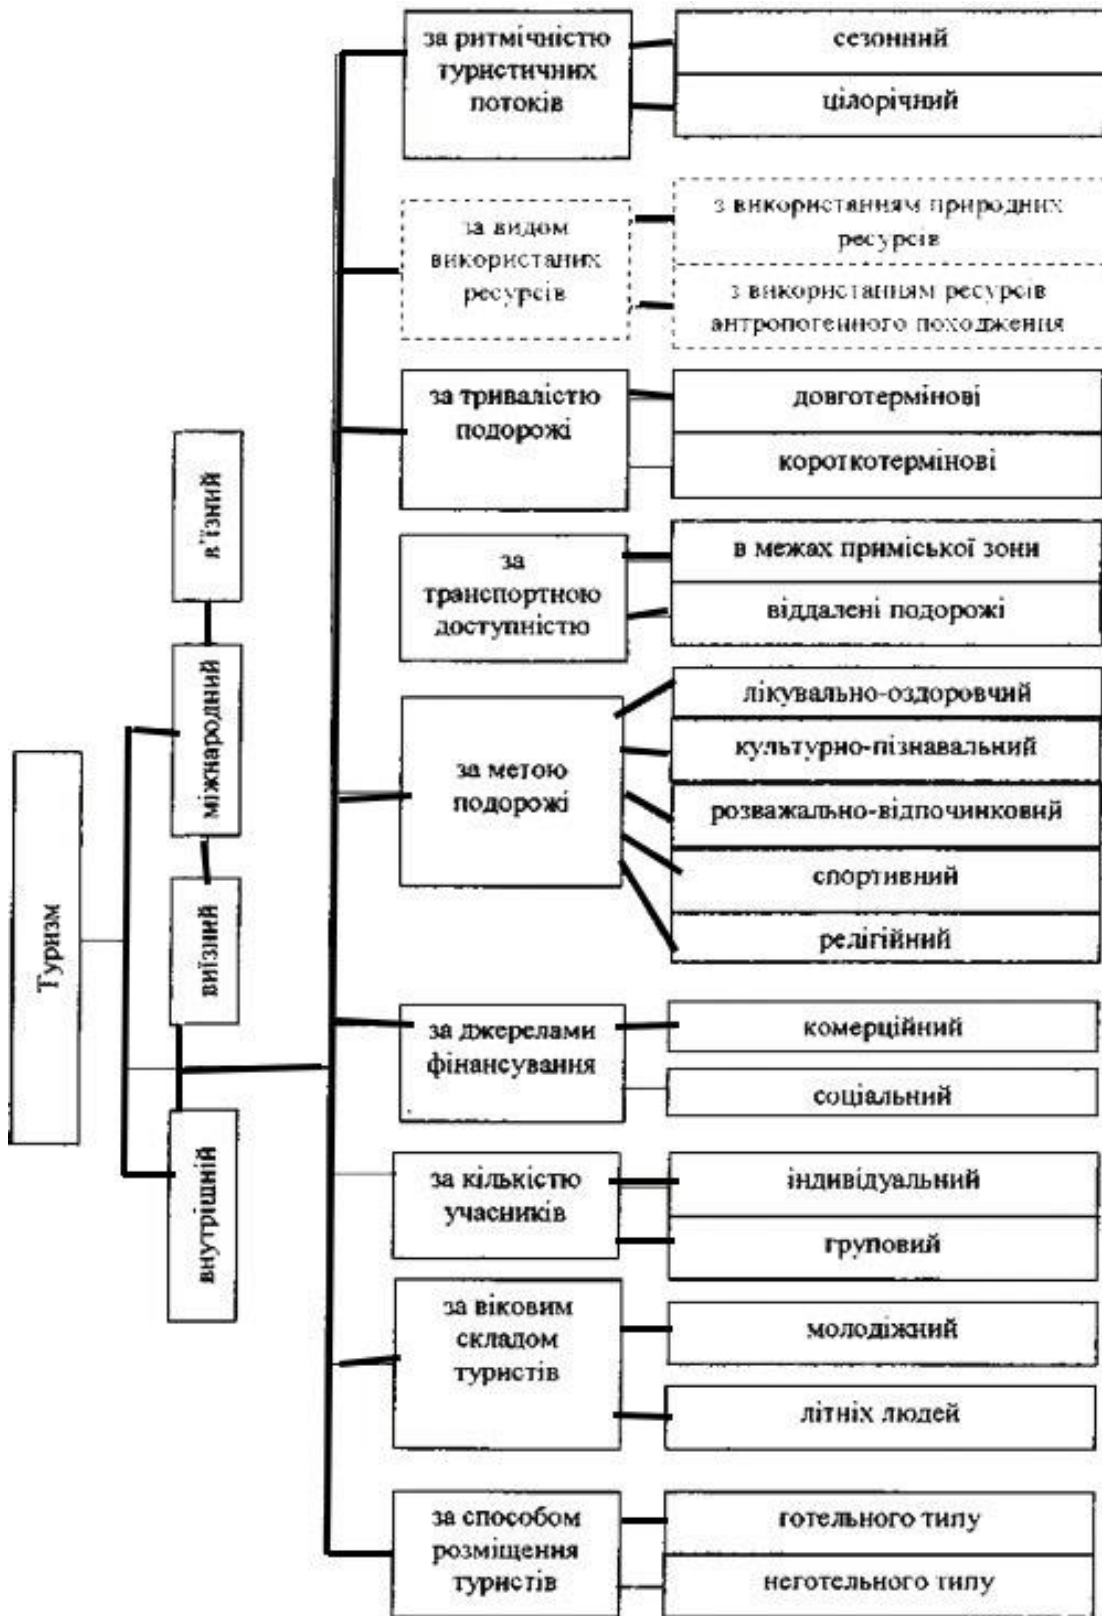 Туризм
міжнародний
в'їзний
виїзний
внутрішній
за ритмічністю
туристичних
потоків
сезонний
цілорічний
за видом
використаних
ресурсів
з використанням природних
ресурсів
з використанням ресурсів
антропогенного походження
за тривалістю
подорожі
довготермінові
короткотермінові
за
транспортною
доступністю
в межах приміської зони
віддалені подорожі
за метою
подорожі
лікувально-оздоровчий
культурно-пізнавальний
розважально-відпочинковий
спортивний
релігійний
за джерелами
фінансування
комерційний
соціальний
за кількістю
учасників
індивідуальний
груповий
за віковим
складом
туристів
молодіжний
літніх людей
за способом
розміщення
туристів
готельного типу
неготельного типу